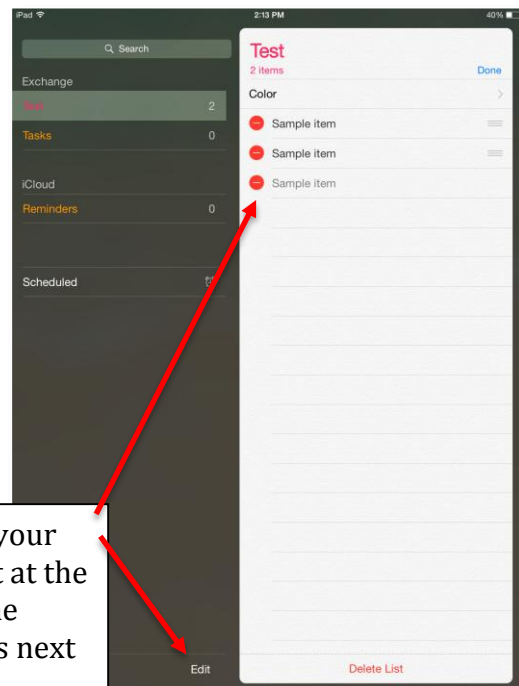 iPad
2:13 PM
40%
Search
Exchange
Test 2
Tasks 0
iCloud
Reminders 0
Scheduled
Edit
Test
2 items
Done
Color
Sample item
Sample item
Sample item
Delete List
your
t at the
s next